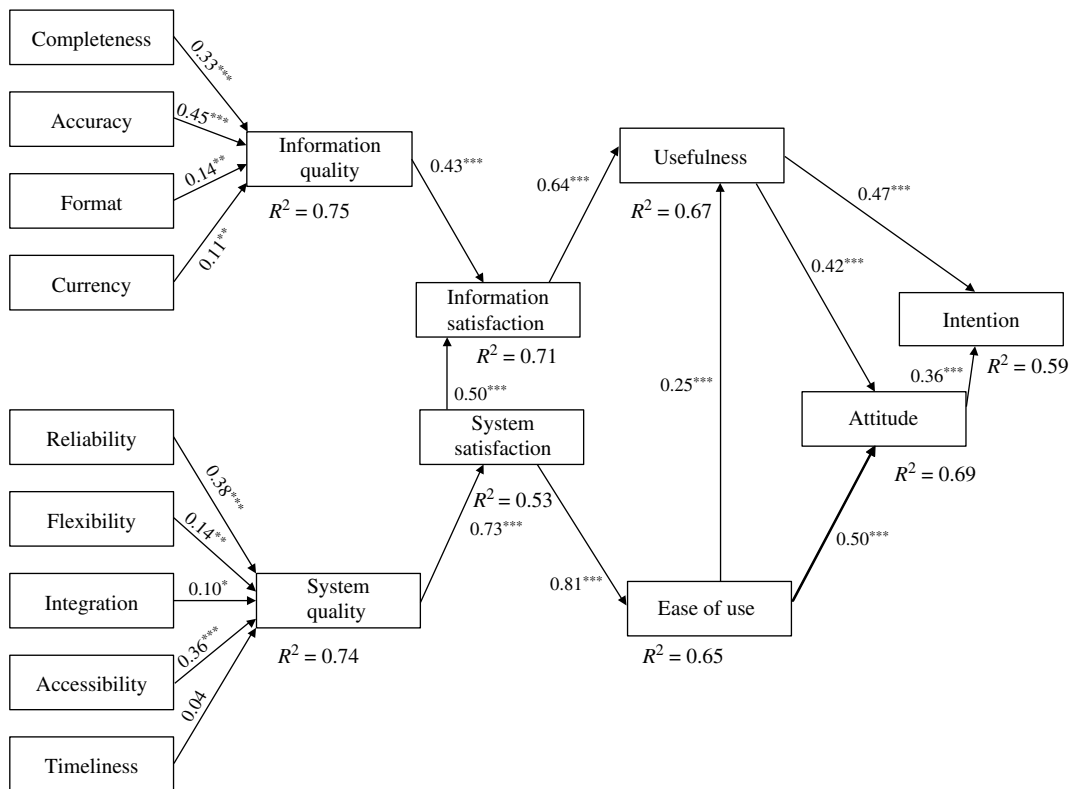 Completeness
0.33***
Accuracy
0.45***
Information
quality
R² = 0.75
Format
0.14**
Currency
0.11**
0.43***
Usefulness
R² = 0.67
0.64***
0.47***
0.42***
Information
satisfaction
R² = 0.71
Intention
R² = 0.59
0.36***
0.25***
0.50***
System
satisfaction
R² = 0.53
Attitude
R² = 0.69
Reliability
0.38***
Flexibility
0.14**
Integration
0.10*
System
quality
R² = 0.74
Accessibility
0.36***
Timeliness
0.04
0.73***
0.81***
0.50***
Ease of use
R² = 0.65